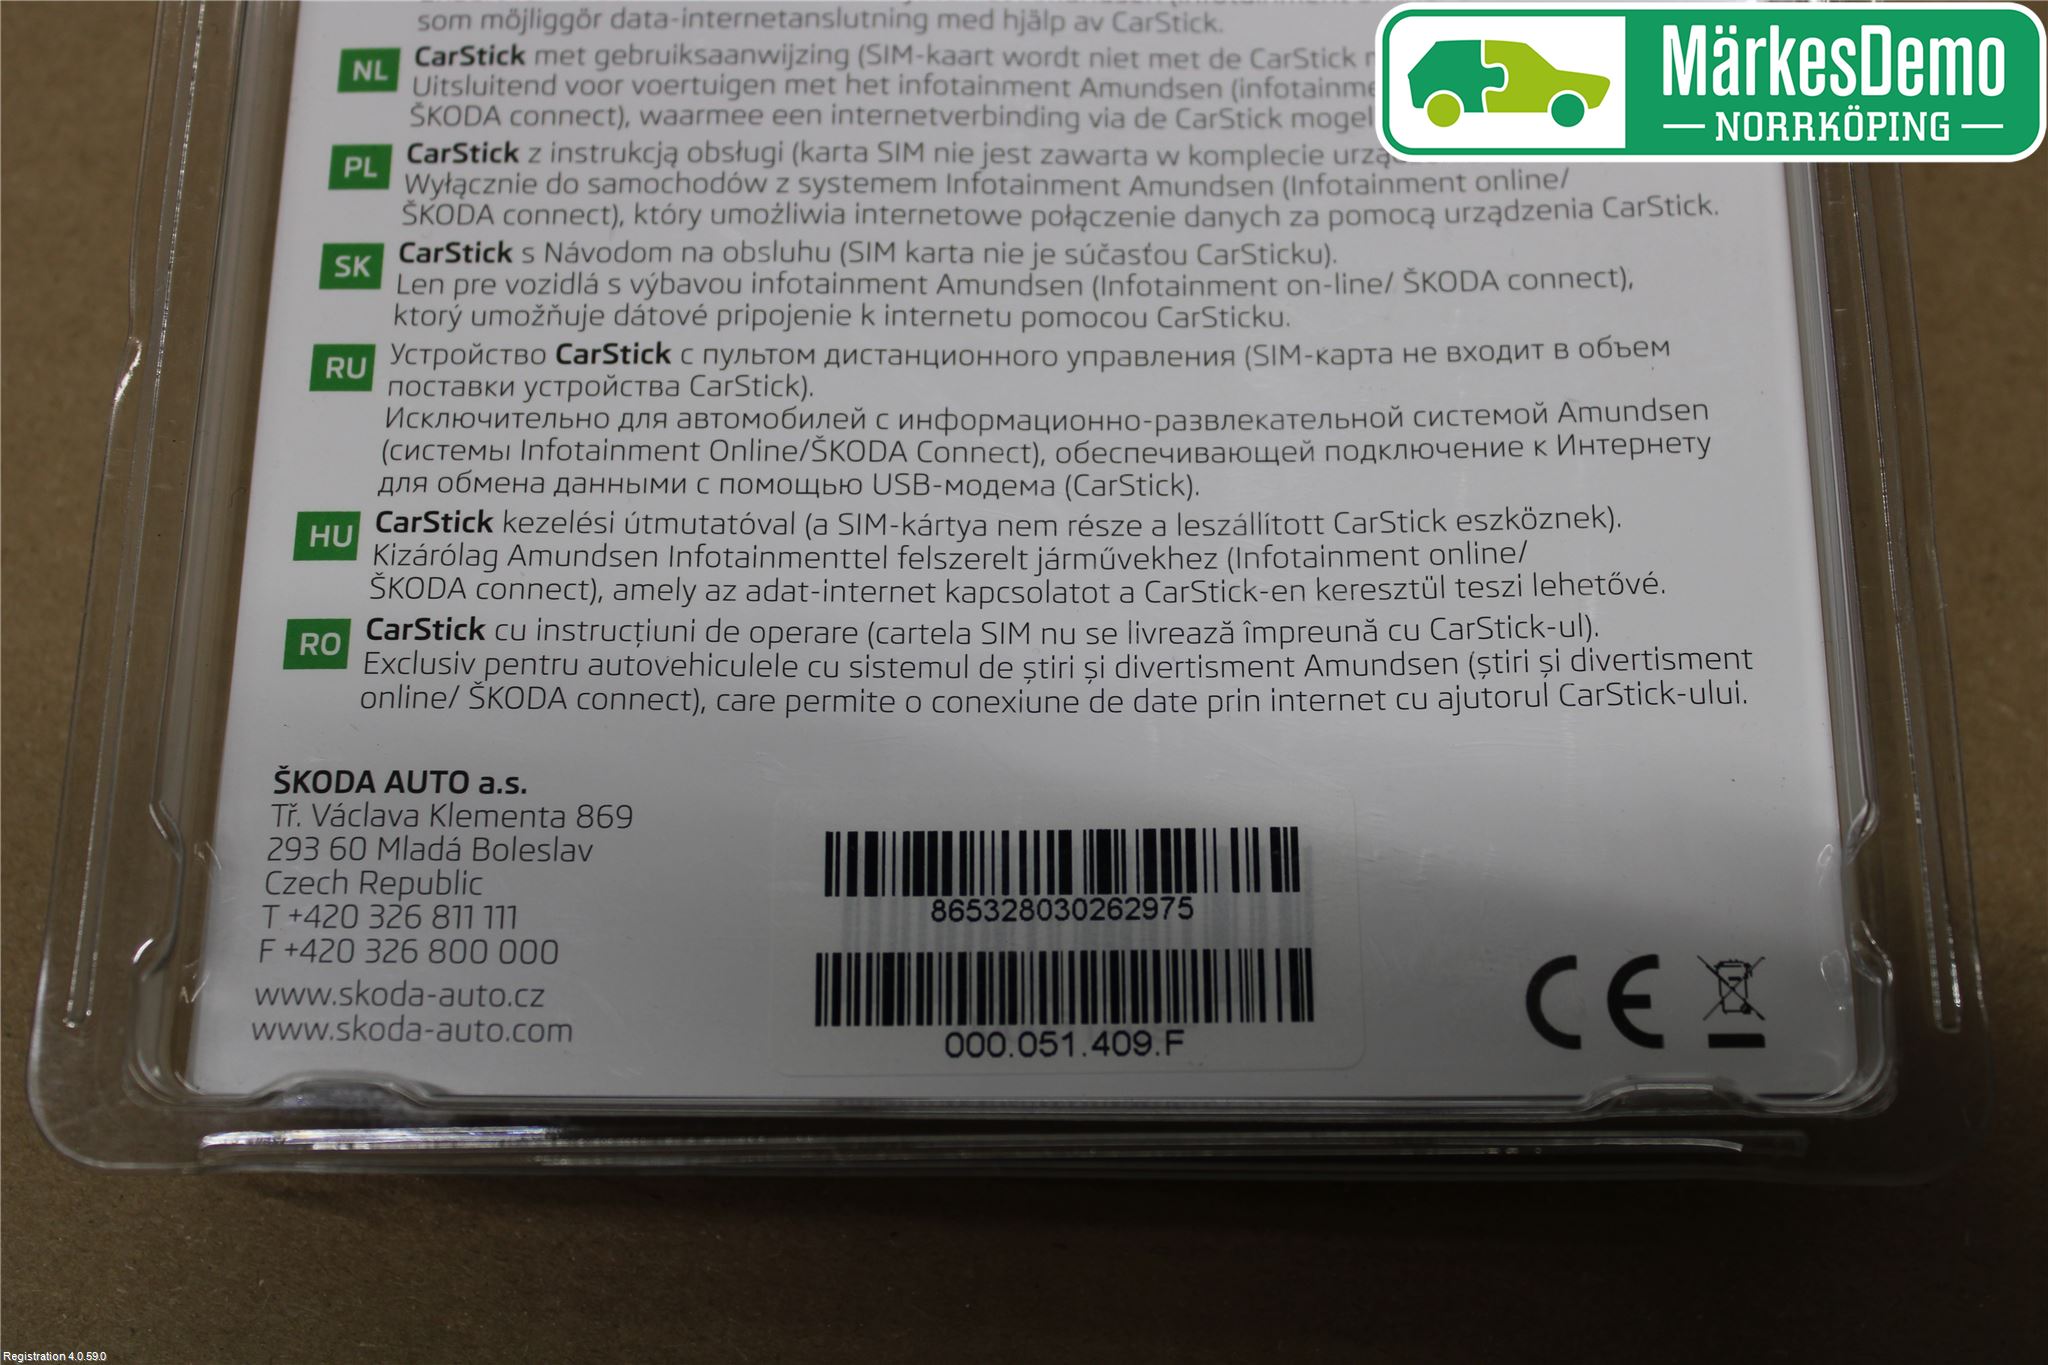 som möjliggör data-internetanslutning med hjälp av CarStick.
NL CarStick met gebruiksaanwijzing (SIM-kaart wordt niet met de CarStick
Uitsluitend voor voertuigen met het infotainment Amundsen
ŠKODA connect), waarmee een internetverbinding via de CarStick
PL CarStick z instrukcją obsługi (karta SIM nie jest zawarta w komplecie
Wyłącznie do samochodów z systemem Infotainment Amundsen (Infotainment online/
ŠKODA connect), który umożliwia internetowe połączenie danych za pomocą urządzenia CarStick.
SK CarStick s Návodom na obsluhu (SIM karta nie je súčasťou CarSticku).
Len pre vozidlá s výbavou infotainment Amundsen (Infotainment on-line/ ŠKODA connect),
ktorý umožňuje dátové pripojenie k internetu pomocou CarSticku.
RU Устройство CarStick с пультом дистанционного управления (SIM-карта не входит в объем
поставки устройства CarStick).
Исключительно для автомобилей с информационно-развлекательной системой Amundsen
(системы Infotainment Online/ŠKODA Connect), обеспечивающей подключение к Интернету
для обмена данными с помощью USB-модема (CarStick).
HU CarStick kezelési útmutatóval (a SIM-kártya nem része a leszállított CarStick eszköznek).
Kizárólag Amundsen Infotainmenttel felszerelt járművekhez (Infotainment online/
ŠKODA connect), amely az adat-internet kapcsolatot a CarStick-en keresztül teszi lehetővé.
RO CarStick cu instrucțiuni de operare (cartela SIM nu se livrează împreună cu CarStick-ul).
Exclusiv pentru autovehiculele cu sistemul de știri și divertisment Amundsen (știri și divertisment
online/ ŠKODA connect), care permite o conexiune de date prin internet cu ajutorul CarStick-ului.
ŠKODA AUTO a.s.
Tř. Václava Klementa 869
293 60 Mladá Boleslav
Czech Republic
T +420 326 811 111
F +420 326 800 000
www.skoda-auto.cz
www.skoda-auto.com
865328030262975
000.051.409.F
CE
MärkesDemo
NORRKÖPING
Registration 4.0.59.0